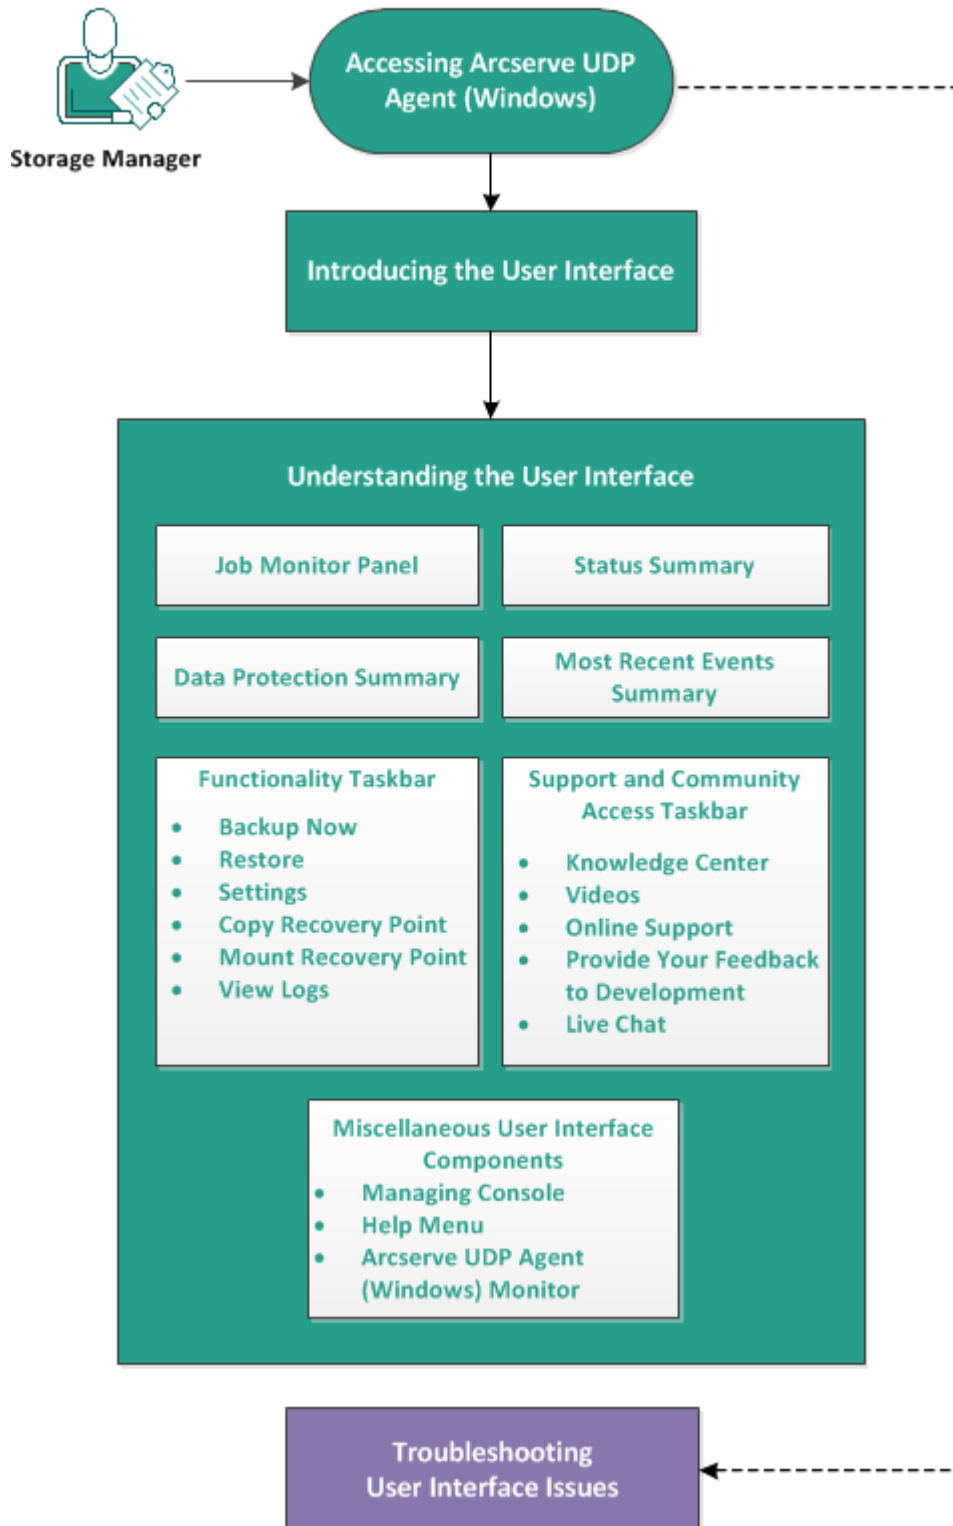 Storage Manager
Accessing Arcserve UDP
Agent (Windows)
Introducing the User Interface
Understanding the User Interface
Job Monitor Panel
Status Summary
Data Protection Summary
Most Recent Events
Summary
Functionality Taskbar
• Backup Now
• Restore
• Settings
• Copy Recovery Point
• Mount Recovery Point
• View Logs
Support and Community
Access Taskbar
• Knowledge Center
• Videos
• Online Support
• Provide Your Feedback
to Development
• Live Chat
Miscellaneous User Interface
Components
• Managing Console
• Help Menu
• Arcserve UDP Agent
(Windows) Monitor
Troubleshooting
User Interface Issues